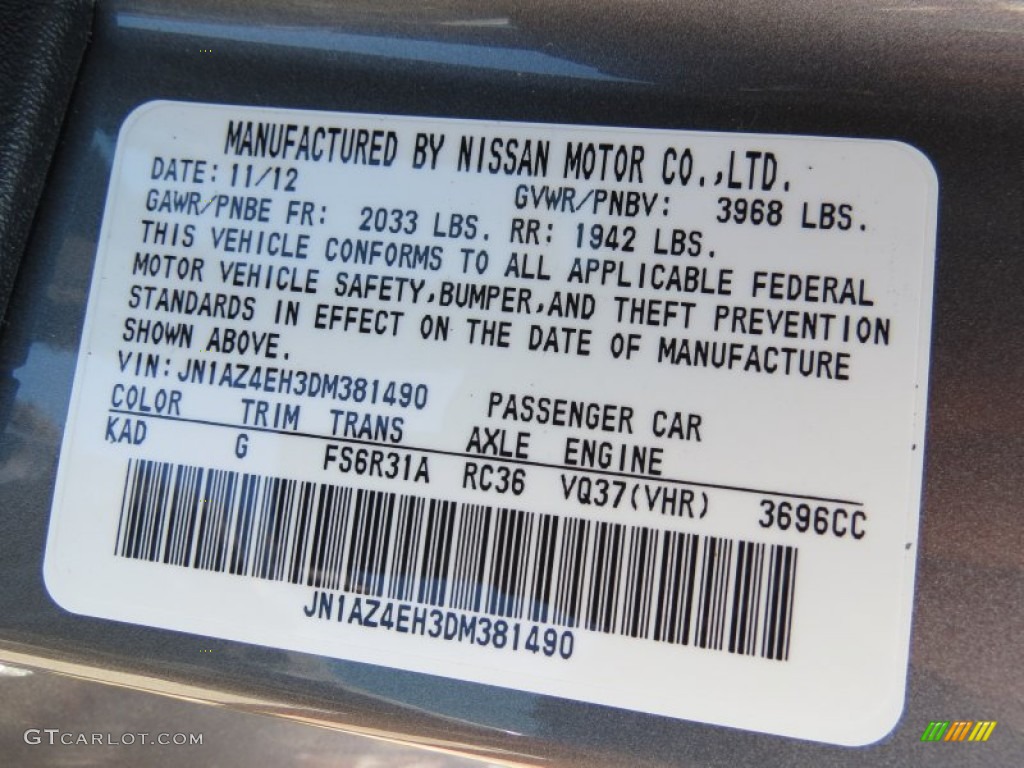 MANUFACTURED BY NISSAN MOTOR CO.,LTD.
DATE: 11/12 GVWR/PNBV: 3968 LBS.
GAWR/PNBE FR: 2033 LBS. RR: 1942 LBS.
THIS VEHICLE CONFORMS TO ALL APPLICABLE FEDERAL
MOTOR VEHICLE SAFETY,BUMPER,AND THEFT PREVENTION
STANDARDS IN EFFECT ON THE DATE OF MANUFACTURE
SHOWN ABOVE.
VIN:JN1AZ4EH3DM381490 PASSENGER CAR
COLOR TRIM TRANS AXLE ENGINE
KAD G FS6R31A RC36 VQ37(VHR) 3696CC
JN1AZ4EH3DM381490
GTCARLOT.COM